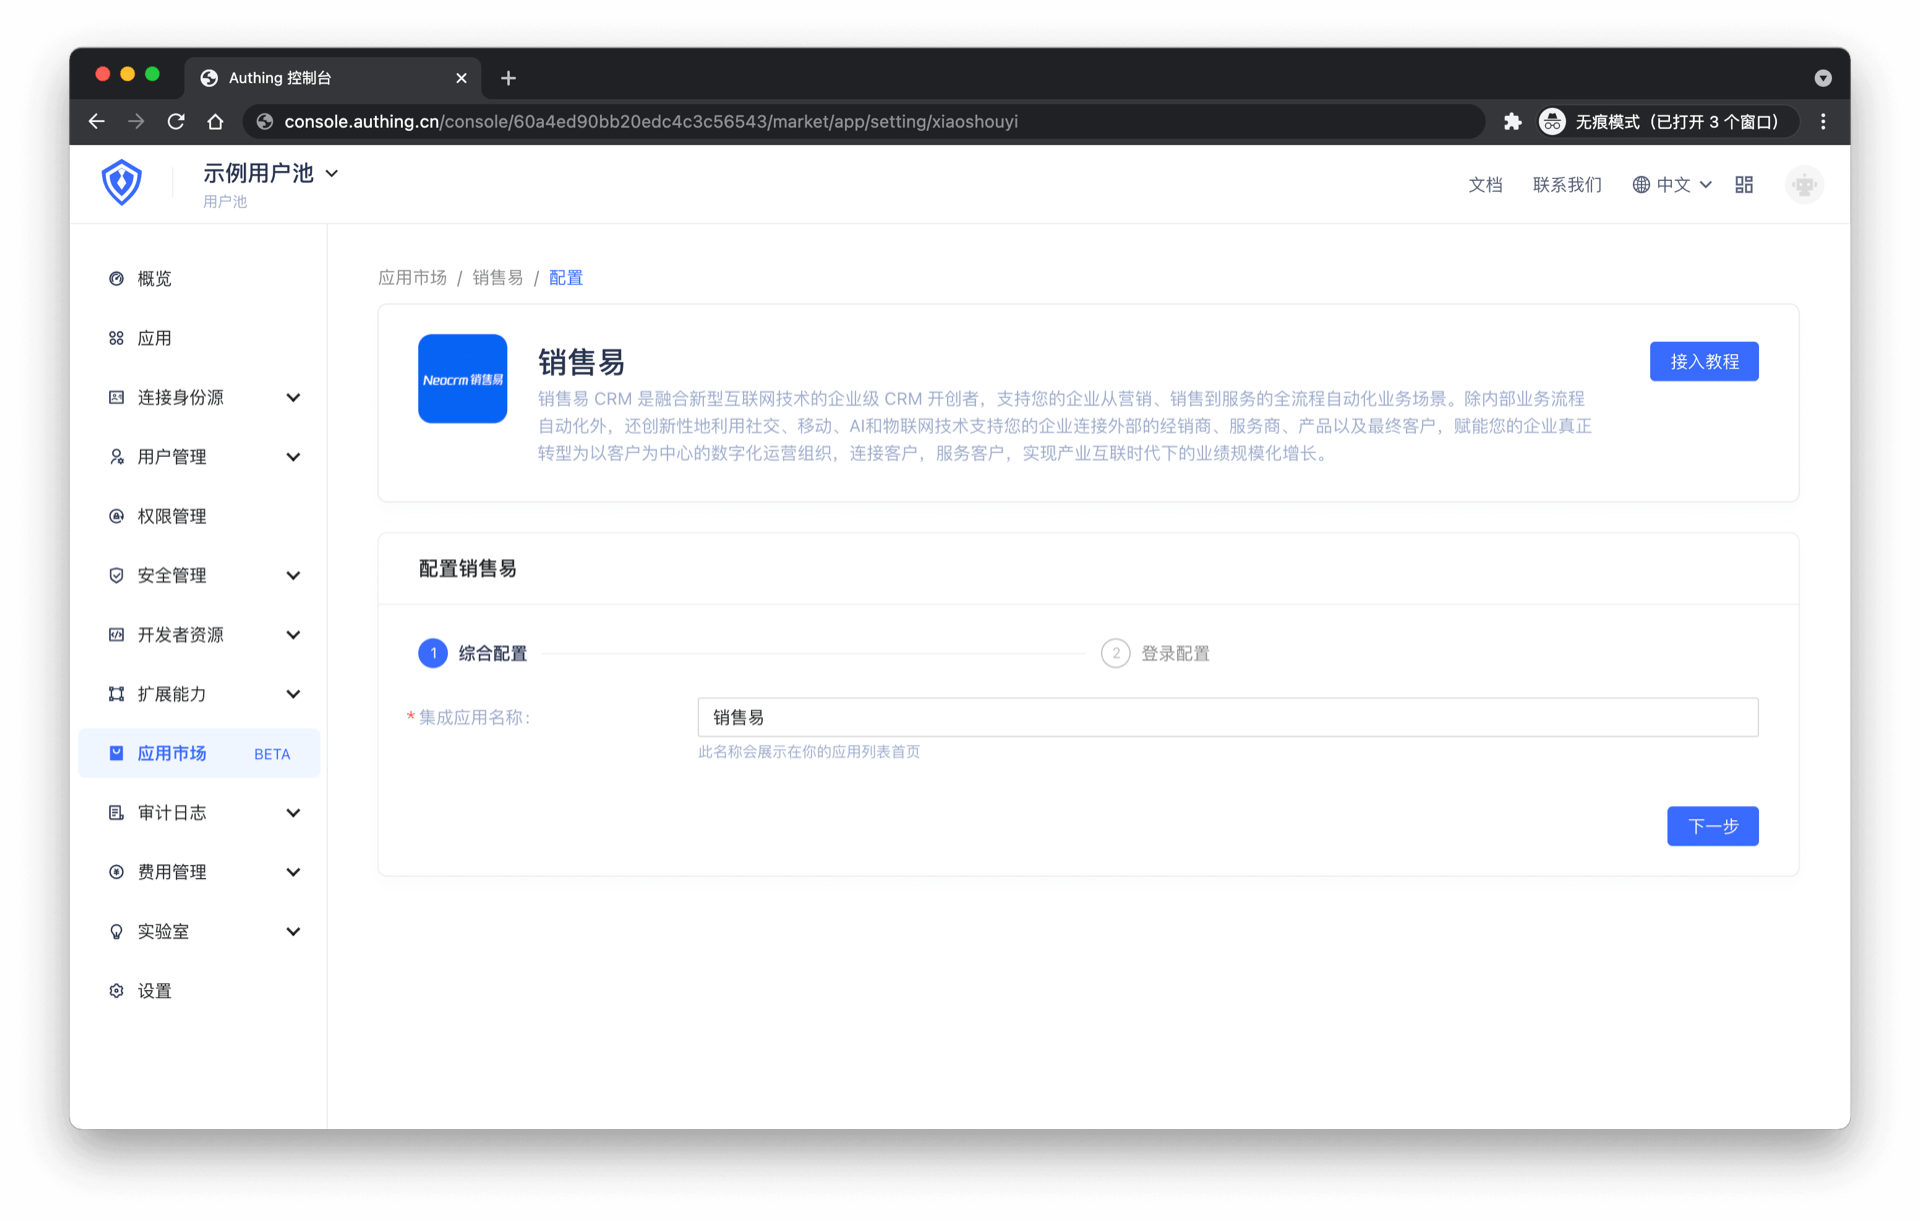 Authing 控制台
console.authing.cn/console/60a4ed90bb20edc4c3c56543/market/app/setting/xiaoshouyi
无痕模式（已打开 3 个窗口）
示例用户池
用户池
文档
联系我们
中文
概览
应用
连接身份源
用户管理
权限管理
安全管理
开发者资源
扩展能力
应用市场 BETA
审计日志
费用管理
实验室
设置
应用市场 / 销售易 / 配置
Neocrm 销售易
销售易
接入教程
销售易 CRM 是融合新型互联网技术的企业级 CRM 开创者，支持您的企业从营销、销售到服务的全流程自动化业务场景。除内部业务流程
自动化外，还创新性地利用社交、移动、AI和物联网技术支持您的企业连接外部的经销商、服务商、产品以及最终客户，赋能您的企业真正
转型为以客户为中心的数字化运营组织，连接客户，服务客户，实现产业互联时代下的业绩规模化增长。
配置销售易
1 综合配置
2 登录配置
* 集成应用名称：
销售易
此名称会展示在你的应用列表首页
下一步